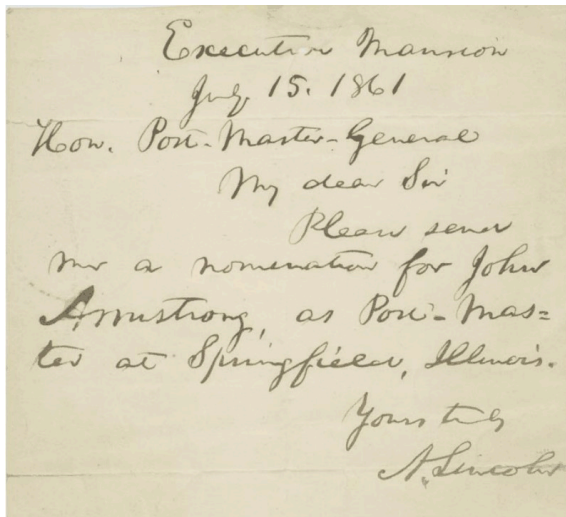 Executive Mansion
July 15. 1861
Hon. Post-Master-General
My dear Sir
Please send
me a nomination for John
Armstrong, as Post-Mas=
ter at Springfield, Illinois.
Yours truly
A. Lincoln